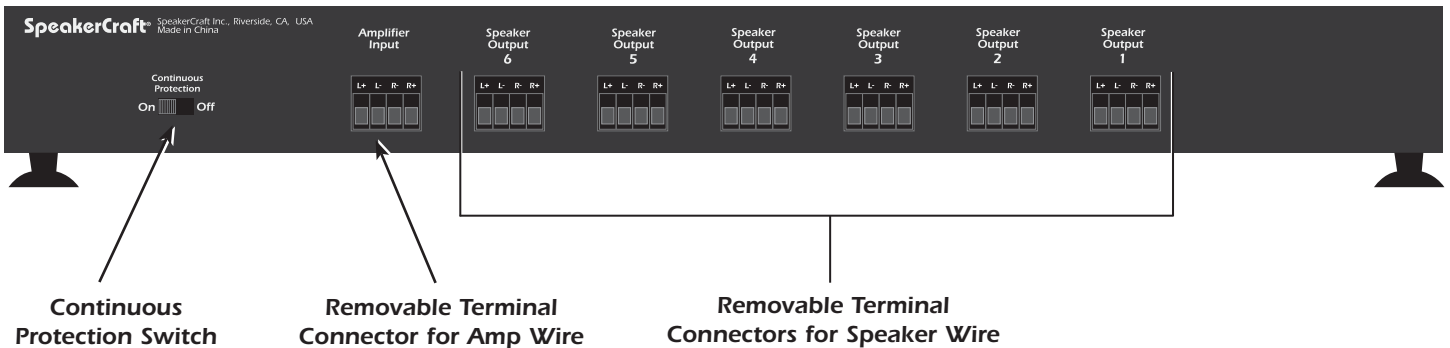 SpeakerCraft® SpeakerCraft Inc., Riverside, CA, USA
Made in China
Continuous
Protection
On Off
Amplifier
Input
L+ L- R- R+
Speaker
Output
6
L+ L- R- R+
Speaker
Output
5
L+ L- R- R+
Speaker
Output
4
L+ L- R- R+
Speaker
Output
3
L+ L- R- R+
Speaker
Output
2
L+ L- R- R+
Speaker
Output
1
L+ L- R- R+
Continuous
Protection Switch
Removable Terminal
Connector for Amp Wire
Removable Terminal
Connectors for Speaker Wire